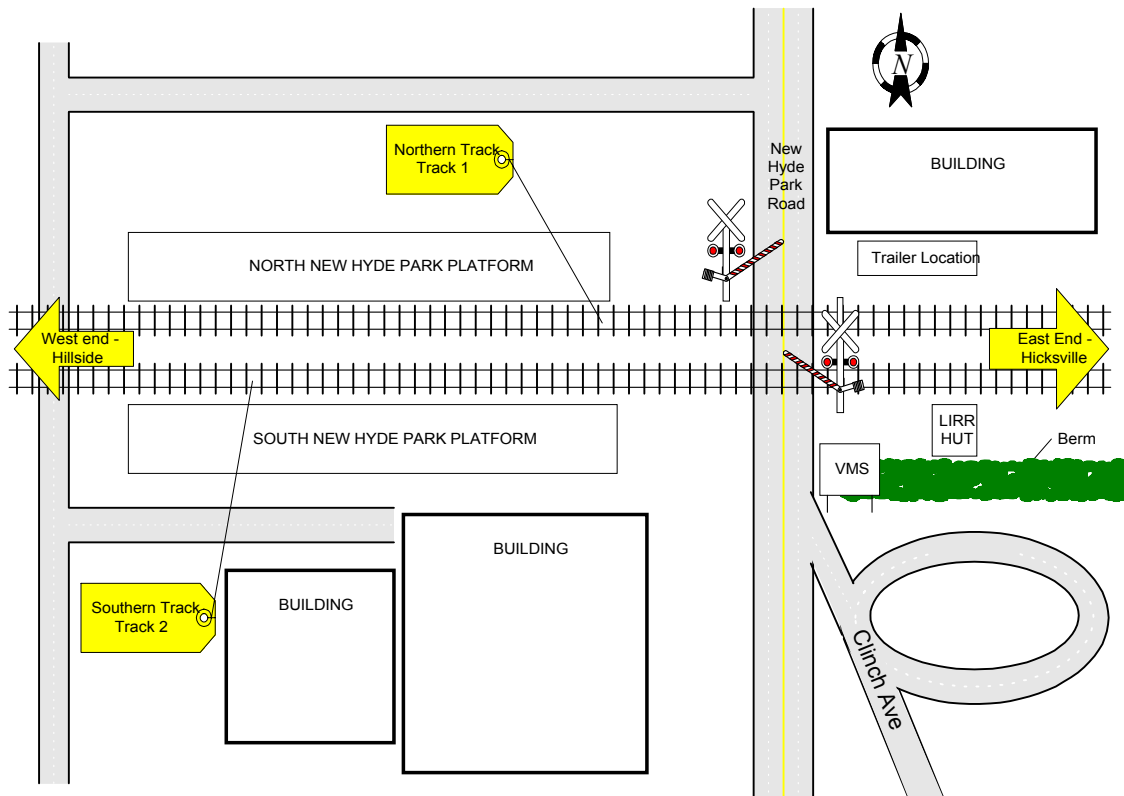 N
Northern Track
Track 1
New
Hyde
Park
Road
BUILDING
NORTH NEW HYDE PARK PLATFORM
Trailer Location
West end -
Hillside
East End -
Hicksville
SOUTH NEW HYDE PARK PLATFORM
LIRR
HUT
Berm
VMS
BUILDING
BUILDING
Southern Track
Track 2
Clinch Ave